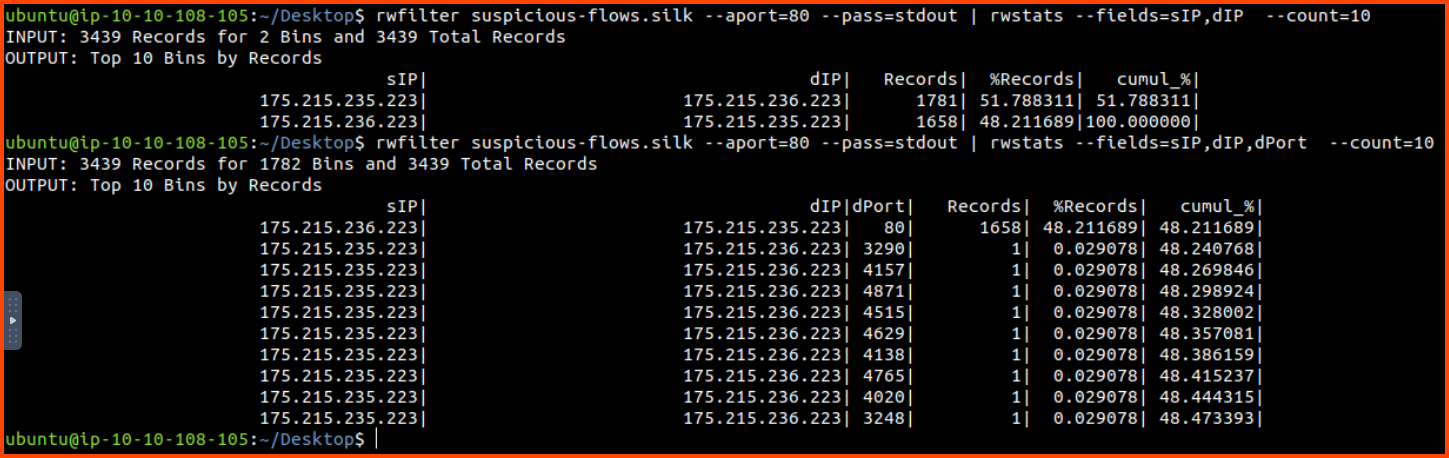 ubuntu@ip-10-10-108-105:~/Desktop$ rwfilter suspicious-flows.silk --aport=80 --pass=stdout | rwstats --fields=sIP,dIP  --count=10
INPUT: 3439 Records for 2 Bins and 3439 Total Records
OUTPUT: Top 10 Bins by Records
sIP| dIP| Records| %Records| cumul_%|
175.215.235.223| 175.215.236.223| 1781| 51.788311| 51.788311|
175.215.236.223| 175.215.235.223| 1658| 48.211689|100.000000|
ubuntu@ip-10-10-108-105:~/Desktop$ rwfilter suspicious-flows.silk --aport=80 --pass=stdout | rwstats --fields=sIP,dIP,dPort  --count=10
INPUT: 3439 Records for 1782 Bins and 3439 Total Records
OUTPUT: Top 10 Bins by Records
sIP| dIP|dPort| Records| %Records| cumul_%|
175.215.236.223| 175.215.235.223| 80| 1658| 48.211689| 48.211689|
175.215.235.223| 175.215.236.223| 3290| 1| 0.029078| 48.240768|
175.215.235.223| 175.215.236.223| 4157| 1| 0.029078| 48.269846|
175.215.235.223| 175.215.236.223| 4871| 1| 0.029078| 48.298924|
175.215.235.223| 175.215.236.223| 4515| 1| 0.029078| 48.328002|
175.215.235.223| 175.215.236.223| 4629| 1| 0.029078| 48.357081|
175.215.235.223| 175.215.236.223| 4138| 1| 0.029078| 48.386159|
175.215.235.223| 175.215.236.223| 4765| 1| 0.029078| 48.415237|
175.215.235.223| 175.215.236.223| 4020| 1| 0.029078| 48.444315|
175.215.235.223| 175.215.236.223| 3248| 1| 0.029078| 48.473393|
ubuntu@ip-10-10-108-105:~/Desktop$